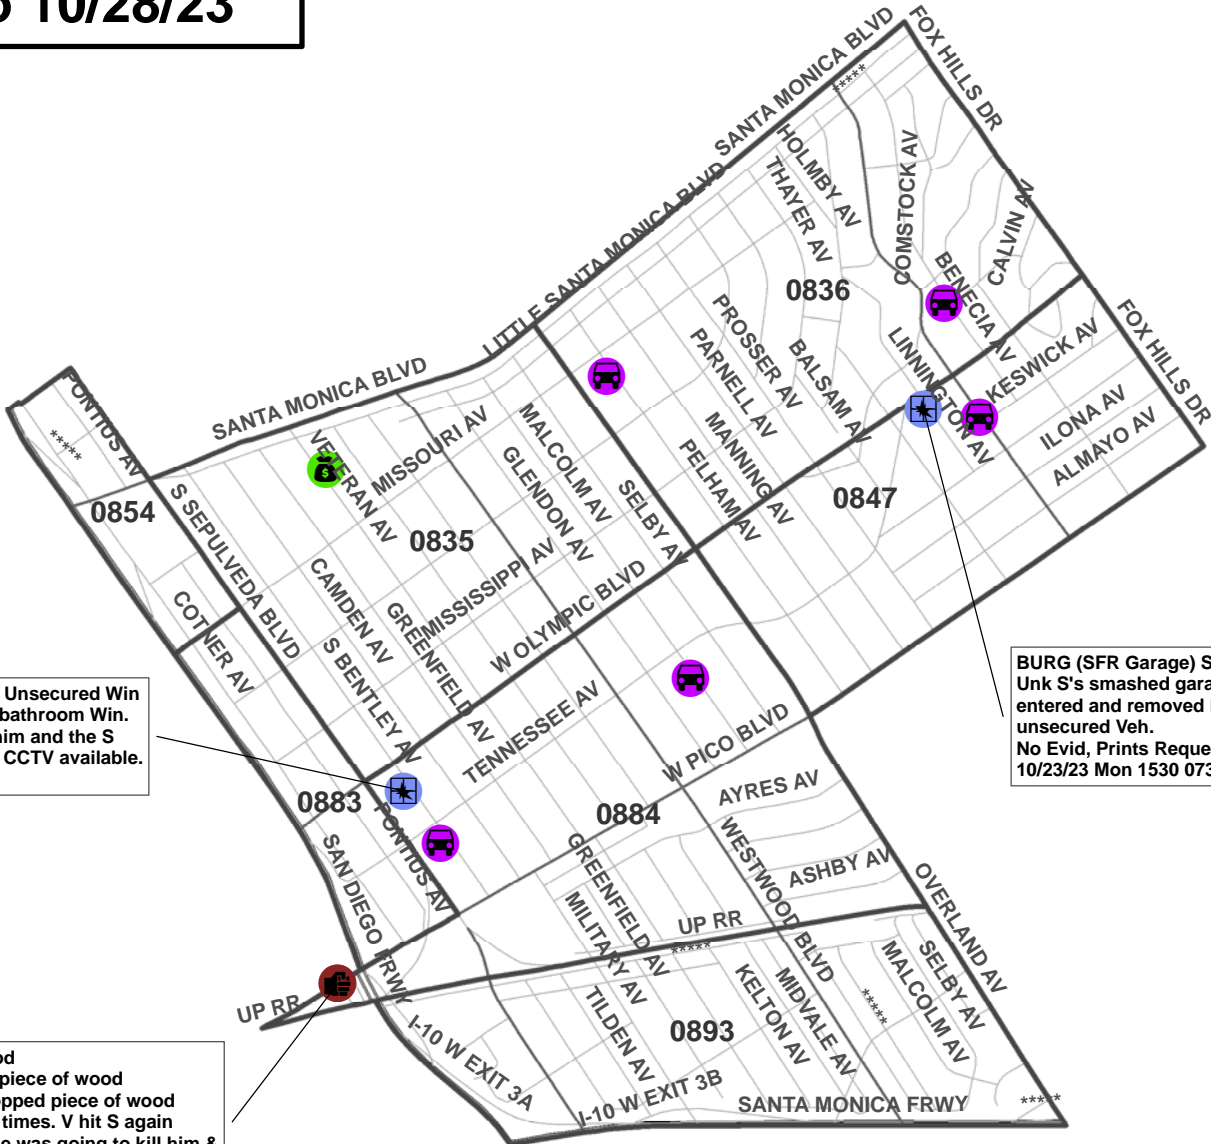 10/28/23
SANTA MONICA BLVD
FOX HILLS DR
*****
HOLMBY AV
THAYER AV
COMSTOCK AV
CALVIN AV
LITTLE SANTA MONICA BLVD
0836
BENECIA AV
PROSSER AV
PARNELL AV
BALSAM AV
LINNINGTON AV
KESWICK AV
FOX HILLS DR
ILONA AV
ALMAYO AV
MANNING AV
PELHAM AV
0847
SANTA MONICA BLVD
PONTIUS AV
*****
0854
VETERAN AV
MISSOURI AV
MALCOLM AV
GLENDON AV
SELBY AV
0835
S SEPULVEDA BLVD
CAMDEN AV
MISSISSIPPI AV
GREENFIELD AV
W OLYMPIC BLVD
COTNER AV
S BENTLEY AV
TENNESSEE AV
Unsecured Win
bathroom Win.
him and the S
CCTV available.
BURG (SFR Garage) S
Unk S's smashed gara
entered and removed
unsecured Veh.
No Evid, Prints Reque
10/23/23 Mon 1530 073
W PICO BLVD
0883
PONTIUS AV
0884
AYRES AV
WESTWOOD BLVD
ASHBY AV
SAN DIEGO FRWY
GREENFIELD AV
MILITARY AV
OVERLAND AV
UP RR
*****
UP RR
KELTON AV
MIDVALE AV
*****
MALCOLM AV
SELBY AV
TILDEN AV
0893
I-10 W EXIT 3A
I-10 W EXIT 3B
SANTA MONICA FRWY
*****
od
piece of wood
opped piece of wood
times. V hit S again
e was going to kill him &